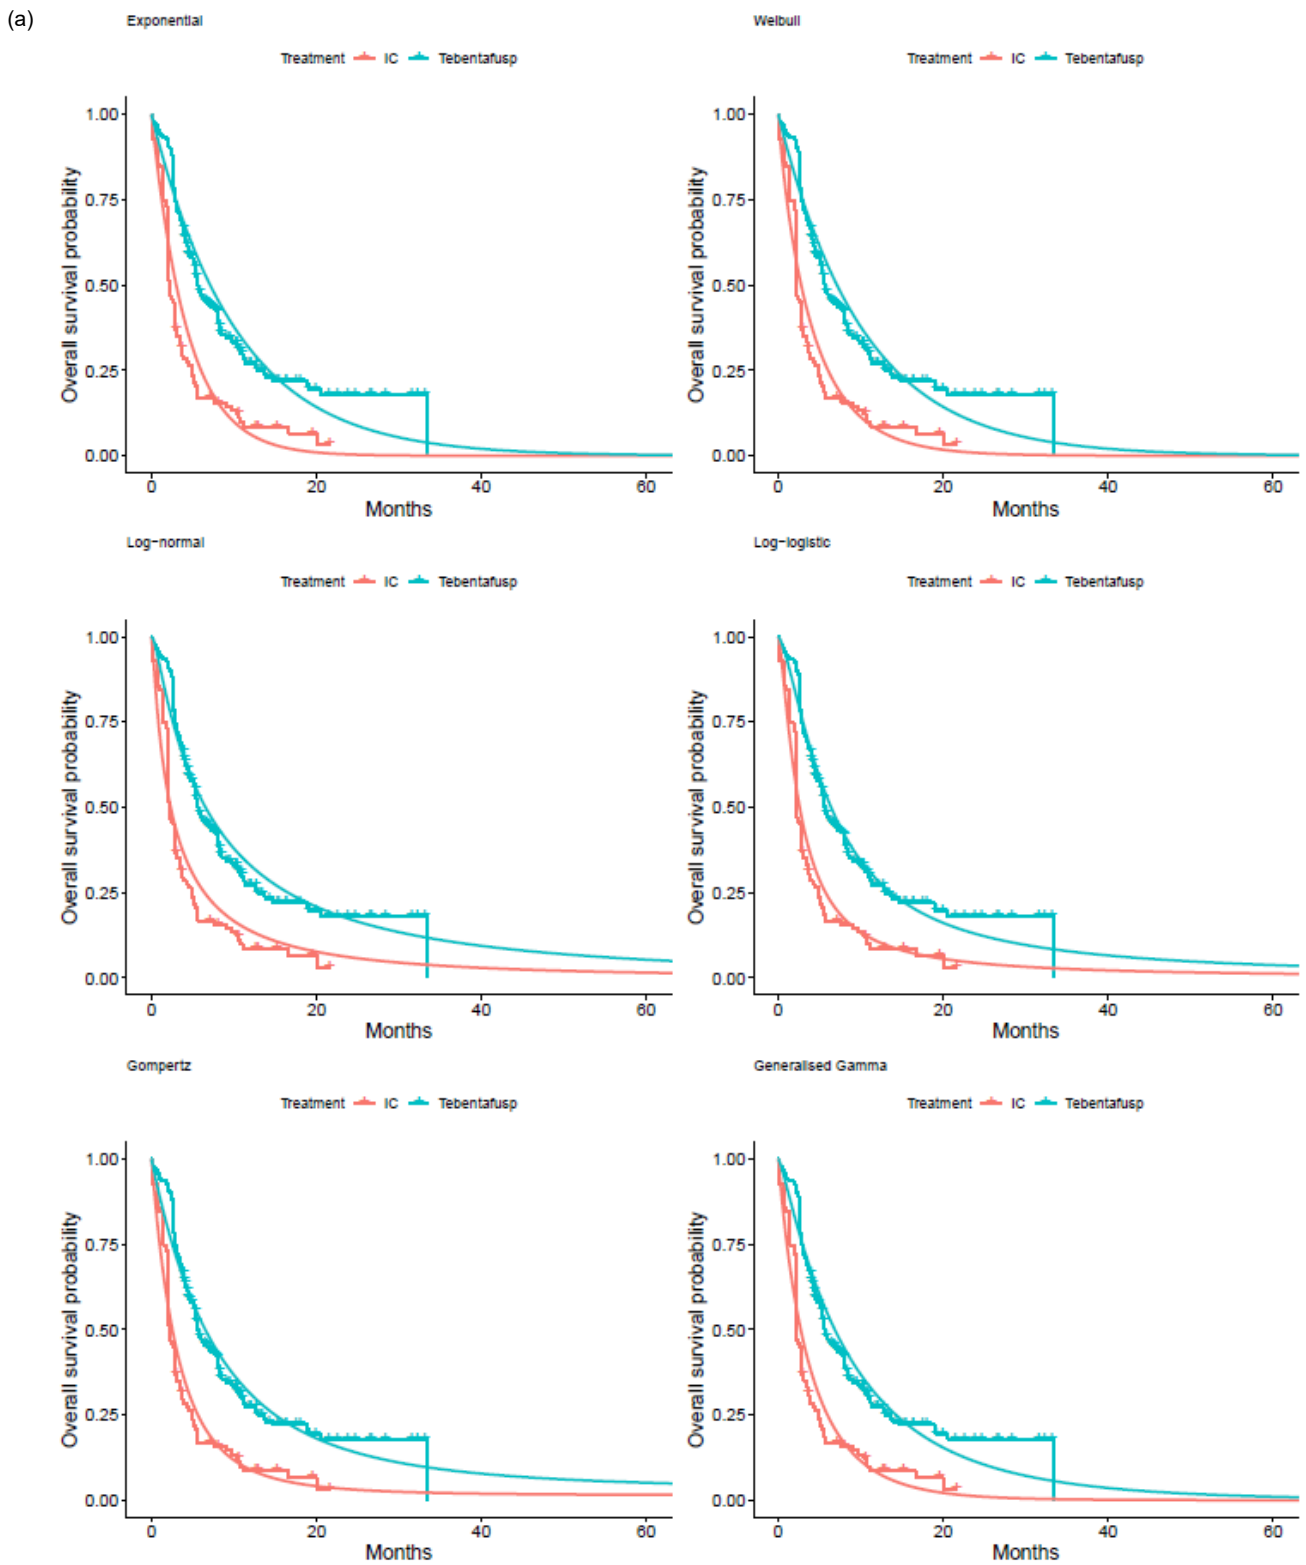 (a)
Exponential
Treatment IC Tebentafusp
1.00
0.75
0.50
0.25
0.00
Overall survival probability
0 20 40 60
Months
Weibull
Treatment IC Tebentafusp
1.00
0.75
0.50
0.25
0.00
Overall survival probability
0 20 40 60
Months
Log-normal
Treatment IC Tebentafusp
1.00
0.75
0.50
0.25
0.00
Overall survival probability
0 20 40 60
Months
Log-logistic
Treatment IC Tebentafusp
1.00
0.75
0.50
0.25
0.00
Overall survival probability
0 20 40 60
Months
Gompertz
Treatment IC Tebentafusp
1.00
0.75
0.50
0.25
0.00
Overall survival probability
0 20 40 60
Months
Generalised Gamma
Treatment IC Tebentafusp
1.00
0.75
0.50
0.25
0.00
Overall survival probability
0 20 40 60
Months